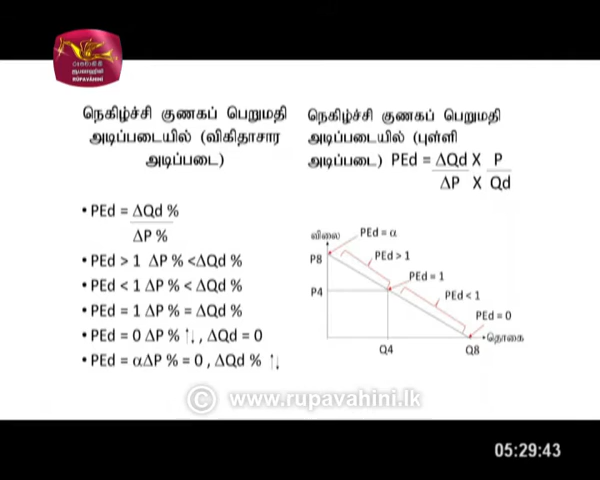 RUPAVAHINI
நெகிழ்ச்சி குணகப் பெறுமதி
அடிப்படையில் (விகிதாசார
அடிப்படை)
• PEd = ΔQd %
ΔP %
• PEd > 1 ΔP % <ΔQd %
• PEd < 1 ΔP % < ΔQd %
• PEd = 1 ΔP % = ΔQd %
• PEd = 0 ΔP % ↑↓ , ΔQd = 0
• PEd = αΔP % = 0 , ΔQd % ↑↓
நெகிழ்ச்சி குணகப் பெறுமதி
அடிப்படையில் (புள்ளி
அடிப்படை) PEd = ΔQd X P
ΔP X Qd
விலை
PEd = α
P8
PEd > 1
PEd = 1
P4
PEd < 1
PEd = 0
தொகை
Q4 Q8
© www.rupavahini.lk
05:29:43